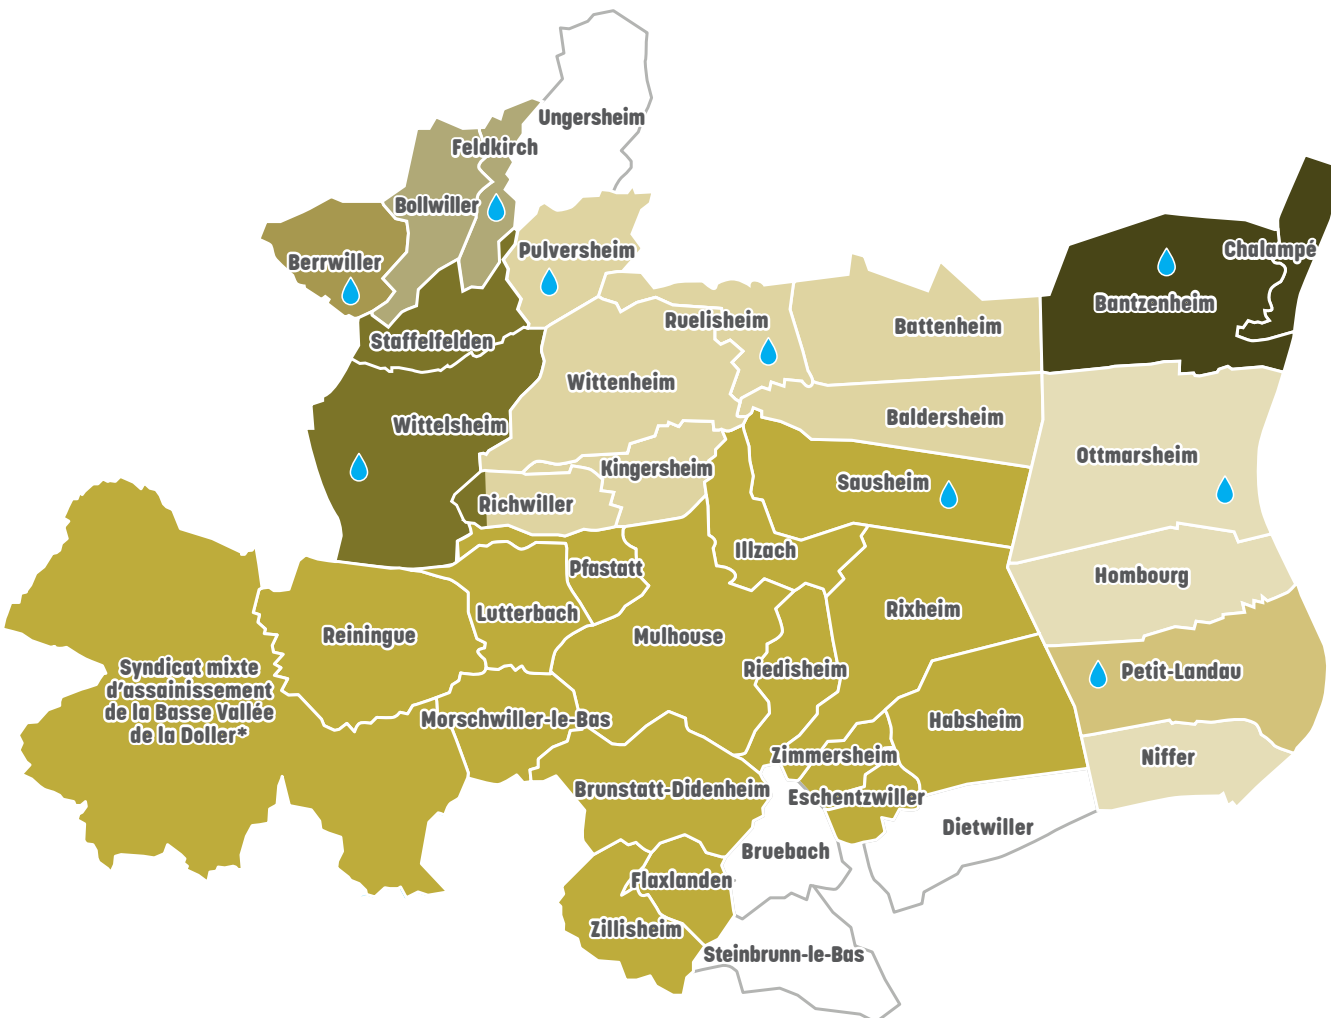 Ungersheim
Feldkirch
Bollwiller
Pulversheim
Chalampé
Berrwiller
Bantzenheim
Ruelisheim
Battenheim
Staffelfelden
Wittenheim
Baldersheim
Wittelsheim
Ottmarsheim
Kingersheim
Sausheim
Richwiller
Illzach
Pfastatt
Hombourg
Lutterbach
Rixheim
Reiningue
Mulhouse
Syndicat mixte
d'assainissement
de la Basse Vallée
de la Doller*
Riedisheim
Petit-Landau
Morschwiller-le-Bas
Habsheim
Zimmersheim
Niffer
Brunstatt-Didenheim
Eschentzwiller
Dietwiller
Bruebach
Flaxlanden
Zillisheim
Steinbrunn-le-Bas